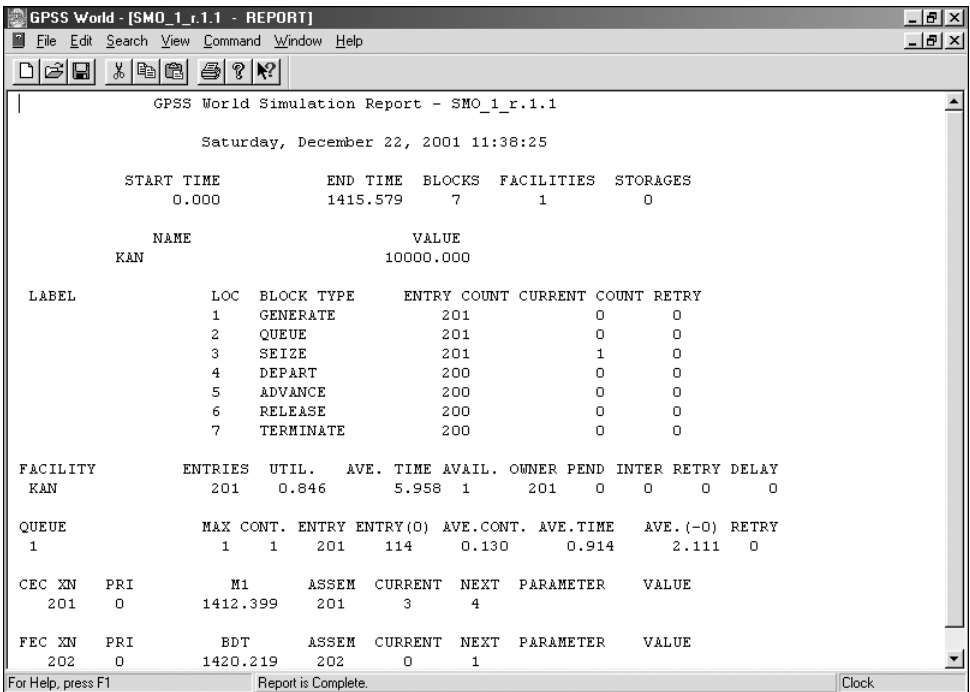 GPSS World - [SMO_1_r.1.1 - REPORT]
File Edit Search View Command Window Help
GPSS World Simulation Report - SMO_1_r.1.1
Saturday, December 22, 2001 11:38:25
START TIME END TIME BLOCKS FACILITIES STORAGES
0.000 1415.579 7 1 0
NAME VALUE
KAN 10000.000
LABEL LOC BLOCK TYPE ENTRY COUNT CURRENT COUNT RETRY
1 GENERATE 201 0 0
2 QUEUE 201 0 0
3 SEIZE 201 1 0
4 DEPART 200 0 0
5 ADVANCE 200 0 0
6 RELEASE 200 0 0
7 TERMINATE 200 0 0
FACILITY ENTRIES UTIL. AVE. TIME AVAIL. OWNER PEND INTER RETRY DELAY
KAN 201 0.846 5.958 1 201 0 0 0 0
QUEUE MAX CONT. ENTRY ENTRY(0) AVE.CONT. AVE.TIME AVE.(-0) RETRY
1 1 1 201 114 0.130 0.914 2.111 0
CEC XN PRI M1 ASSEM CURRENT NEXT PARAMETER VALUE
201 0 1412.399 201 3 4
FEC XN PRI BDT ASSEM CURRENT NEXT PARAMETER VALUE
202 0 1420.219 202 0 1
For Help, press F1 Report is Complete. Clock